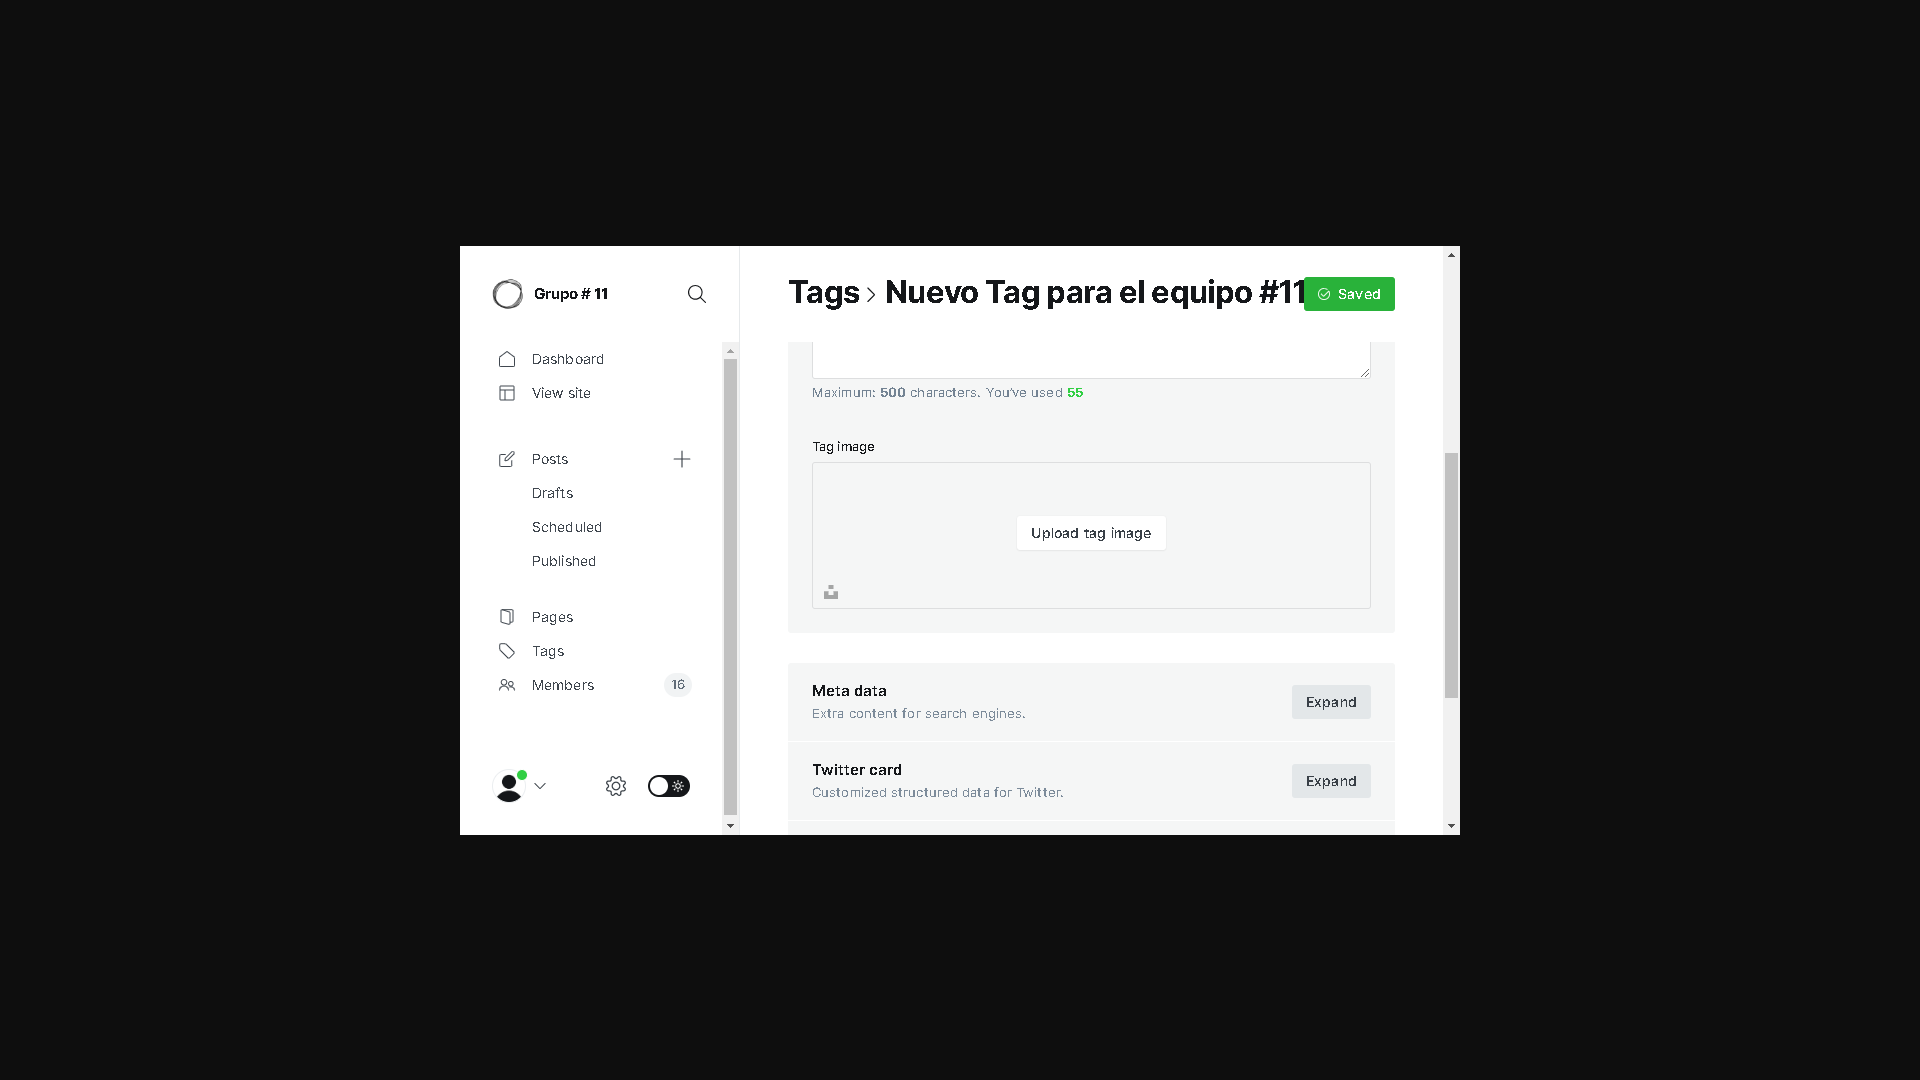 Grupo # 11
Dashboard
View site
Posts
Drafts
Scheduled
Published
Pages
Tags
Members 16
Tags > Nuevo Tag para el equipo #11
Saved
Maximum: 500 characters. You've used 55
Tag image
Upload tag image
Meta data
Extra content for search engines.
Expand
Twitter card
Customized structured data for Twitter.
Expand